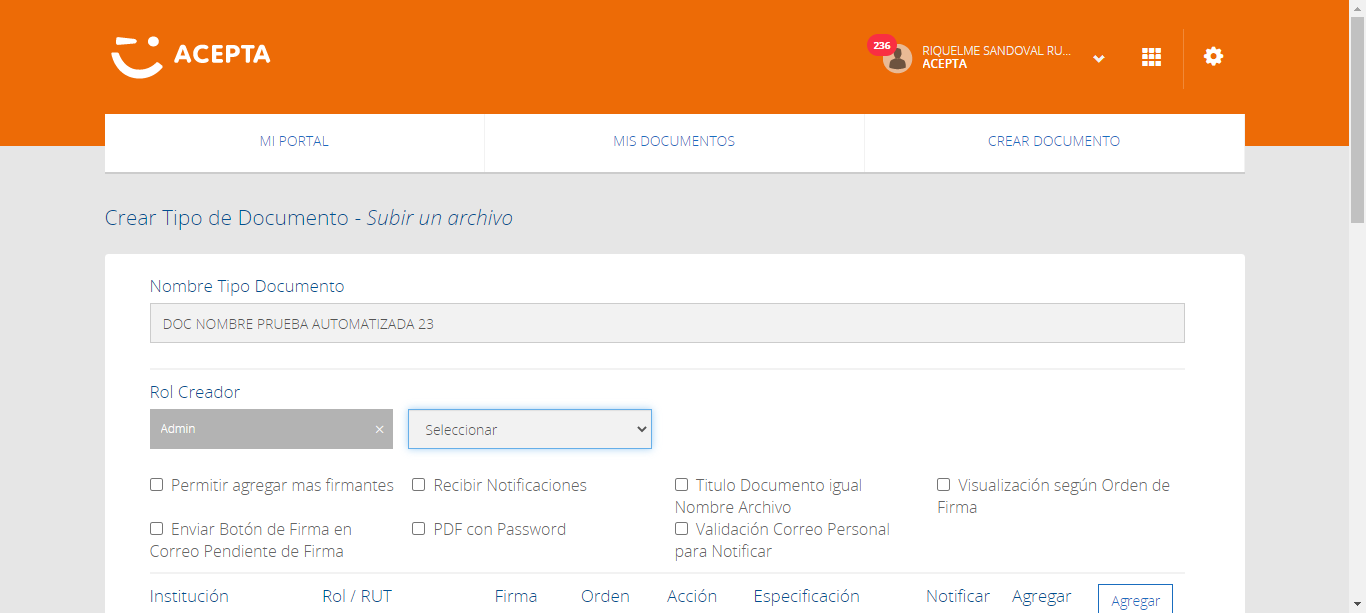 ACEPTA
236
RIQUELME SANDOVAL RU...
ACEPTA
MI PORTAL
MIS DOCUMENTOS
CREAR DOCUMENTO
Crear Tipo de Documento - Subir un archivo
Nombre Tipo Documento
DOC NOMBRE PRUEBA AUTOMATIZADA 23
Rol Creador
Admin ×
Seleccionar
Permitir agregar mas firmantes
Recibir Notificaciones
Titulo Documento igual
Nombre Archivo
Visualización según Orden de
Firma
Enviar Botón de Firma en
Correo Pendiente de Firma
PDF con Password
Validación Correo Personal
para Notificar
Institución Rol / RUT Firma Orden Acción Especificación Notificar Agregar Agregar